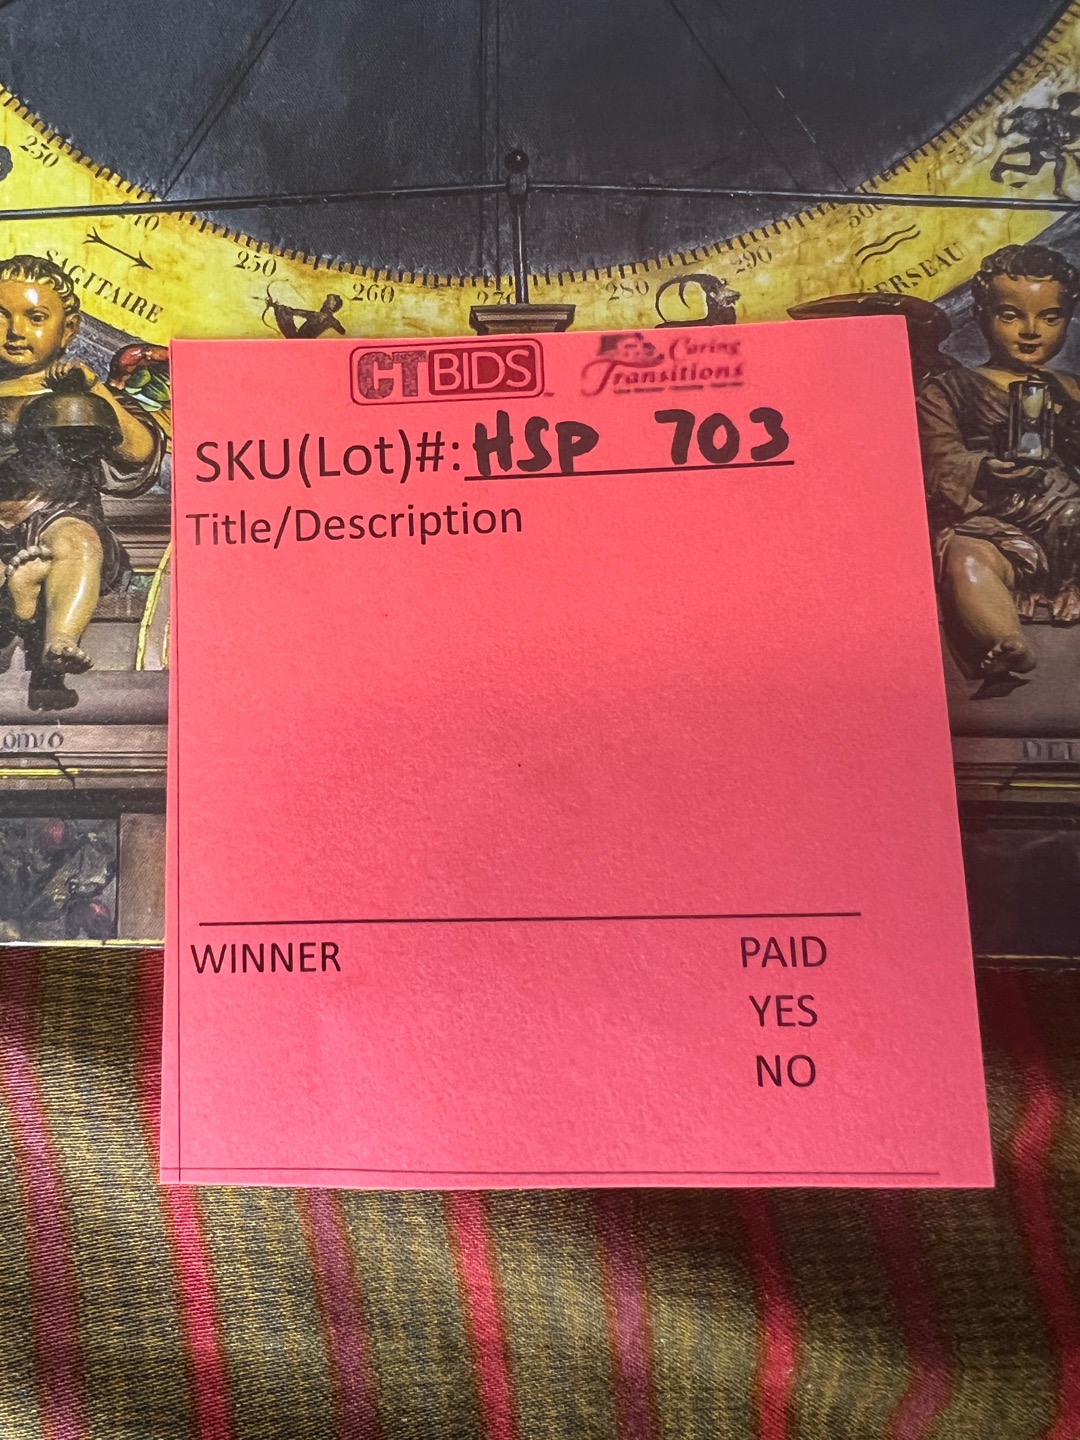 250
SAGITAIRE
250
260
270
280
290
300
CTBIDS
Caring
Transitions
SKU(Lot)#: HSP 703
Title/Description
WINNER
PAID
YES
NO